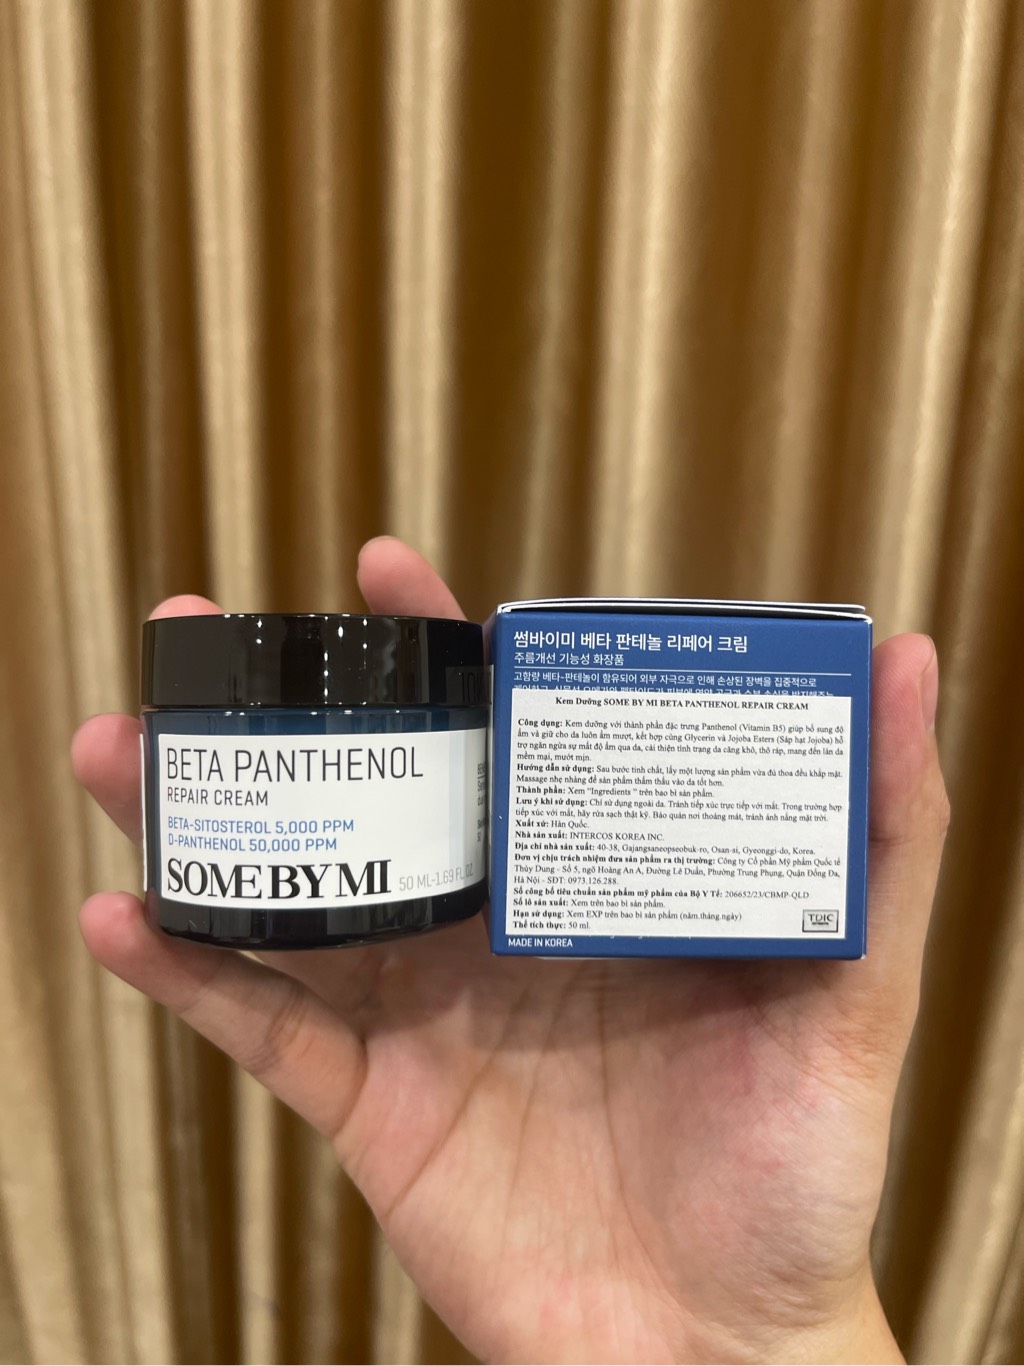 BETA PANTHENOL
REPAIR CREAM
BETA-SITOSTEROL 5,000 PPM
D-PANTHENOL 50,000 PPM
SOME BY MI 50 ML-1.69 FL.OZ
썸바이미 베타 판테놀 리페어 크림
주름개선 기능성 화장품
고함량 베타-판테놀이 함유되어 외부 자극으로 인해 손상된 장벽을 집중적으로
Kem Dưỡng SOME BY MI BETA PANTHENOL REPAIR CREAM
Công dụng: Kem dưỡng với thành phần đặc trưng Panthenol (Vitamin B5) giúp bổ sung độ
ẩm và giữ cho da luôn ẩm mượt, kết hợp cùng Glycerin và Jojoba Esters (Sáp hạt Jojoba) hỗ
trợ ngăn ngừa sự mất độ ẩm qua da, cải thiện tình trạng da căng khô, thô ráp, mang đến làn da
mềm mại, mướt mịn.
Hướng dẫn sử dụng: Sau bước tinh chất, lấy một lượng sản phẩm vừa đủ thoa đều khắp mặt.
Massage nhẹ nhàng để sản phẩm thẩm thấu vào da tốt hơn.
Thành phần: Xem "Ingredients " trên bao bì sản phẩm.
Lưu ý khi sử dụng: Chỉ sử dụng ngoài da. Tránh tiếp xúc trực tiếp với mắt. Trong trường hợp
tiếp xúc với mắt, hãy rửa sạch thật kỹ. Bảo quản nơi thoáng mát, tránh ánh nắng mặt trời.
Xuất xứ: Hàn Quốc.
Nhà sản xuất: INTERCOS KOREA INC.
Địa chỉ nhà sản xuất: 40-38, Gajangsaneopseobuk-ro, Osan-si, Gyeonggi-do, Korea.
Đơn vị chịu trách nhiệm đưa sản phẩm ra thị trường: Công ty Cổ phần Mỹ phẩm Quốc tế
Thùy Dung - Số 5, ngõ Hoàng An A, Đường Lê Duẩn, Phường Trung Phụng, Quận Đống Đa,
Hà Nội - SĐT: 0973.126.288.
Số công bố tiêu chuẩn sản phẩm mỹ phẩm của Bộ Y Tế: 206652/23/CBMP-QLD
Số lô sản xuất: Xem trên bao bì sản phẩm.
Hạn sử dụng: Xem EXP trên bao bì sản phẩm (năm.tháng.ngày)
Thể tích thực: 50 ml.
TDIC
MADE IN KOREA